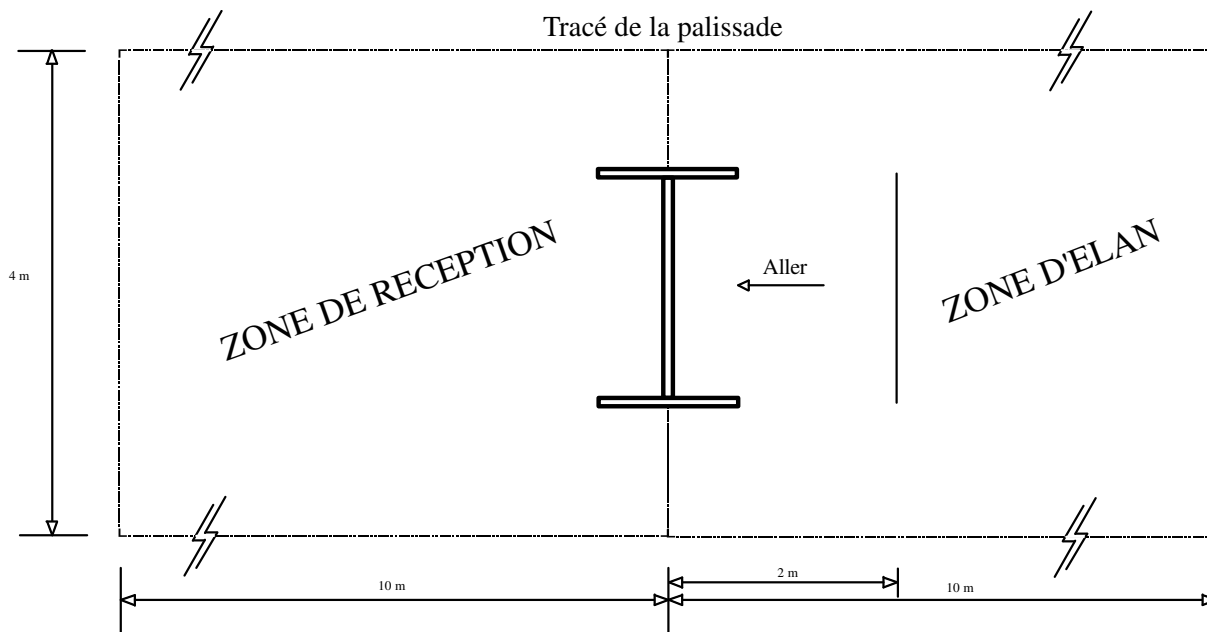 Tracé de la palissade
4 m
ZONE DE RECEPTION
Aller
ZONE D'ELAN
2 m
10 m
10 m